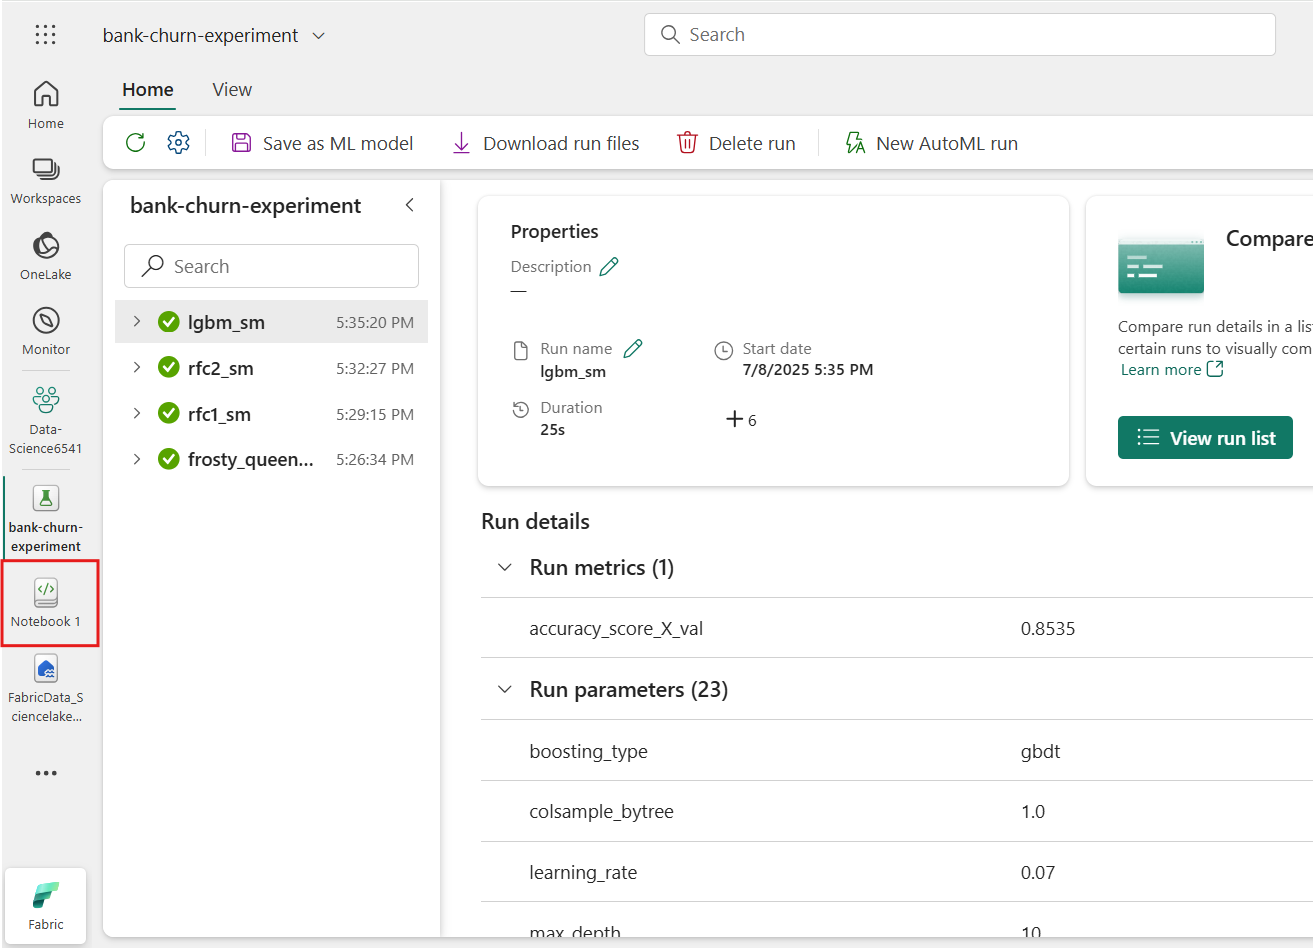 bank-churn-experiment
Search
Home
View
Save as ML model
Download run files
Delete run
New AutoML run
Home
Workspaces
OneLake
Monitor
Data-
Science6541
bank-churn-
experiment
Notebook 1
FabricData_S
ciencelake...
Fabric
bank-churn-experiment
Search
lgbm_sm 5:35:20 PM
rfc2_sm 5:32:27 PM
rfc1_sm 5:29:15 PM
frosty_queen... 5:26:34 PM
Properties
Description
—
Run name
lgbm_sm
Start date
7/8/2025 5:35 PM
Duration
25s
+ 6
Compare
Compare run details in a lis
certain runs to visually com
Learn more
View run list
Run details
Run metrics (1)
accuracy_score_X_val 0.8535
Run parameters (23)
boosting_type gbdt
colsample_bytree 1.0
learning_rate 0.07
max_depth 10